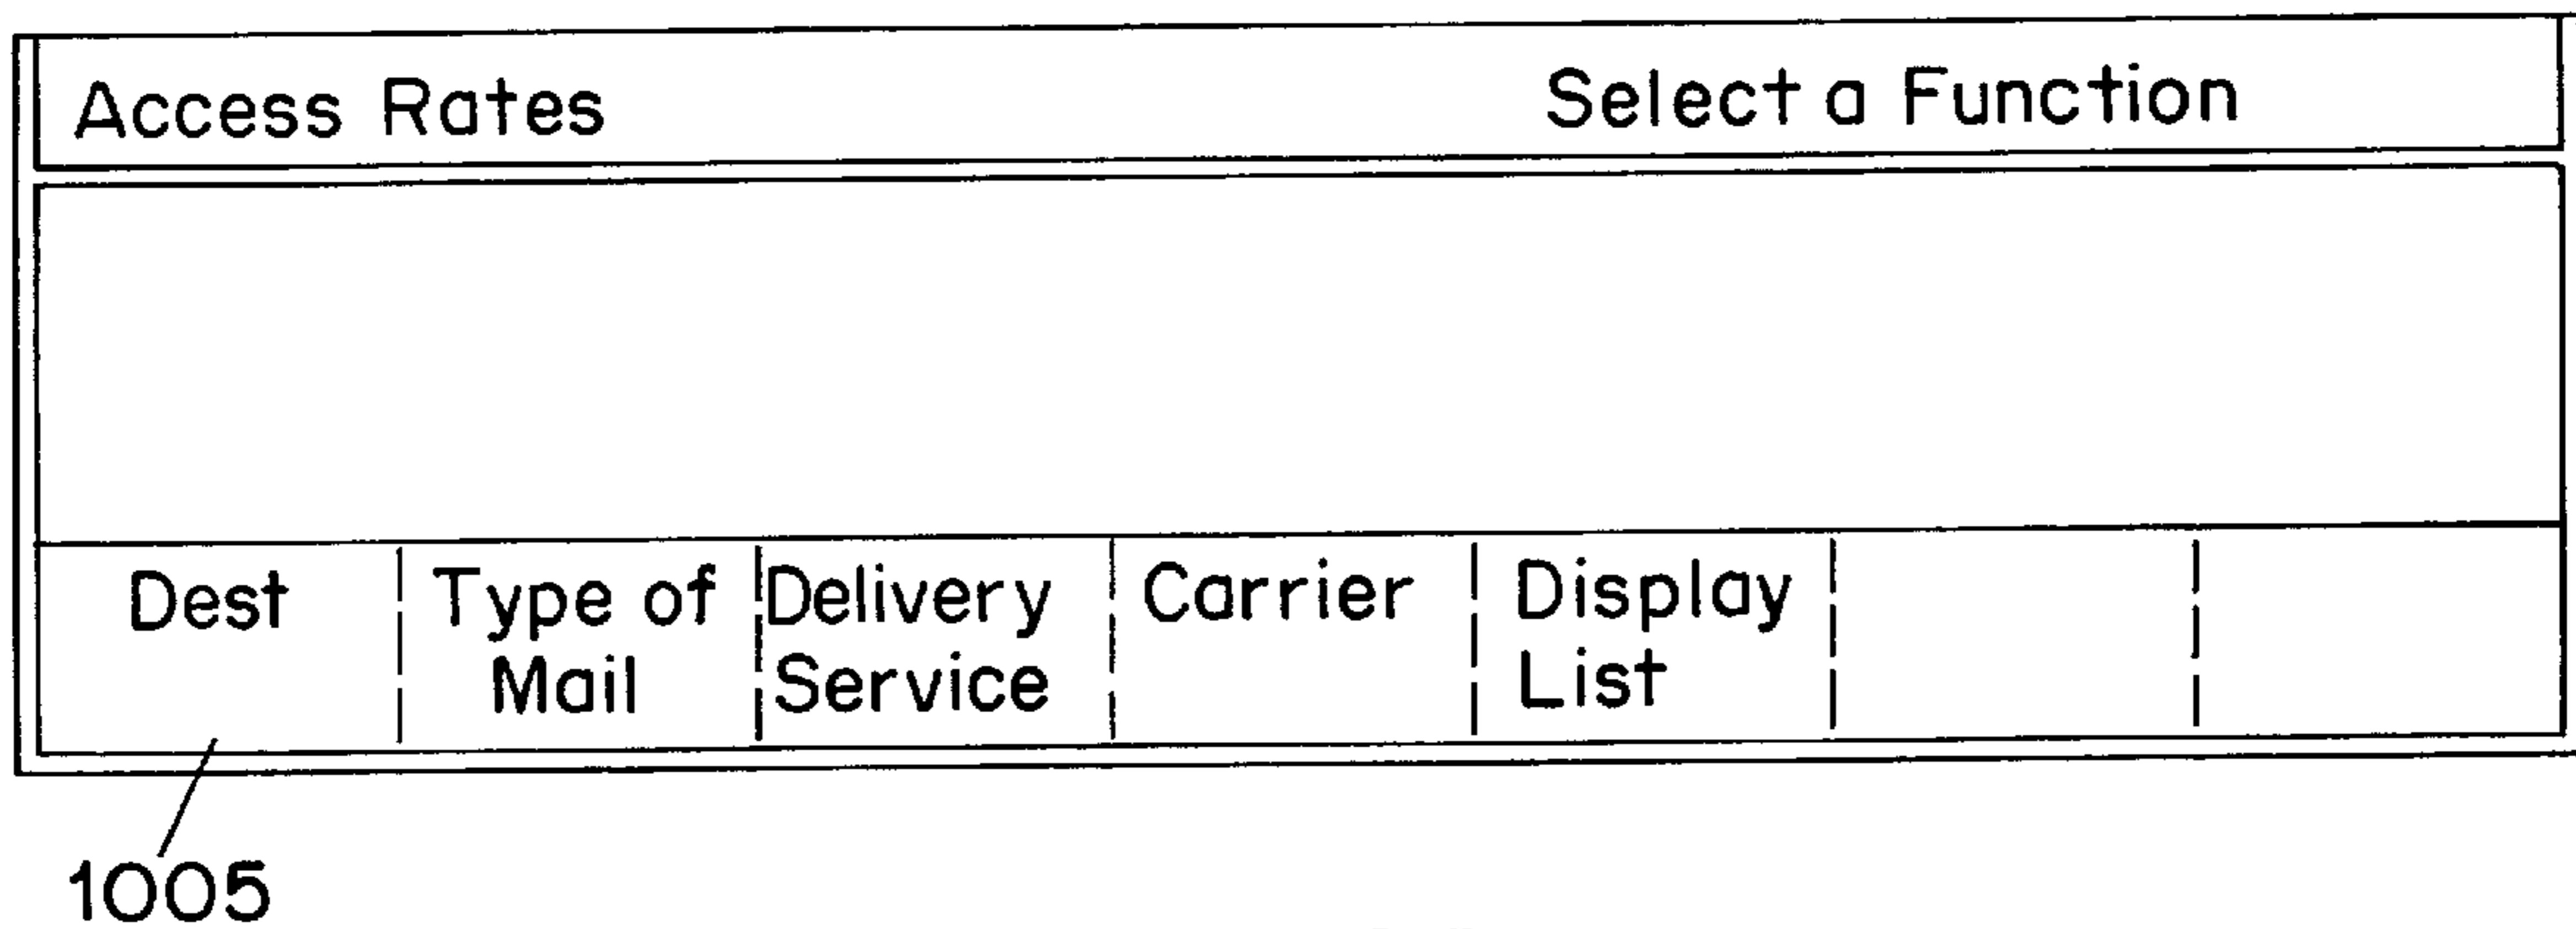 Access Rates
Select a Function
Dest
Type of
Mail
Delivery
Service
Carrier
Display
List
1005